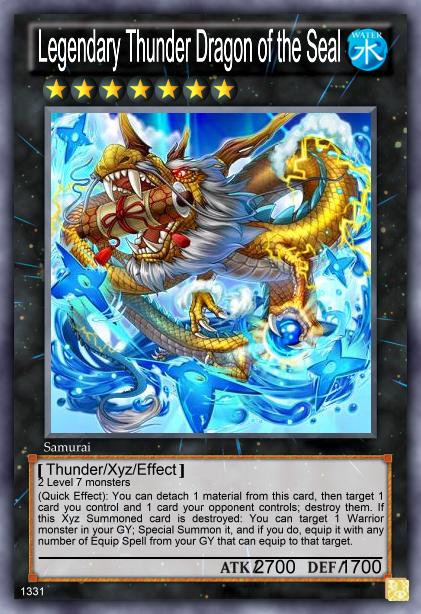 Legendary Thunder Dragon of the Seal
WATER
水
Samurai
[ Thunder/Xyz/Effect ]
2 Level 7 monsters
(Quick Effect): You can detach 1 material from this card, then target 1
card you control and 1 card your opponent controls; destroy them. If
this Xyz Summoned card is destroyed: You can target 1 Warrior
monster in your GY; Special Summon it, and if you do, equip it with any
number of Equip Spell from your GY that can equip to that target.
ATK/2700 DEF/1700
1331